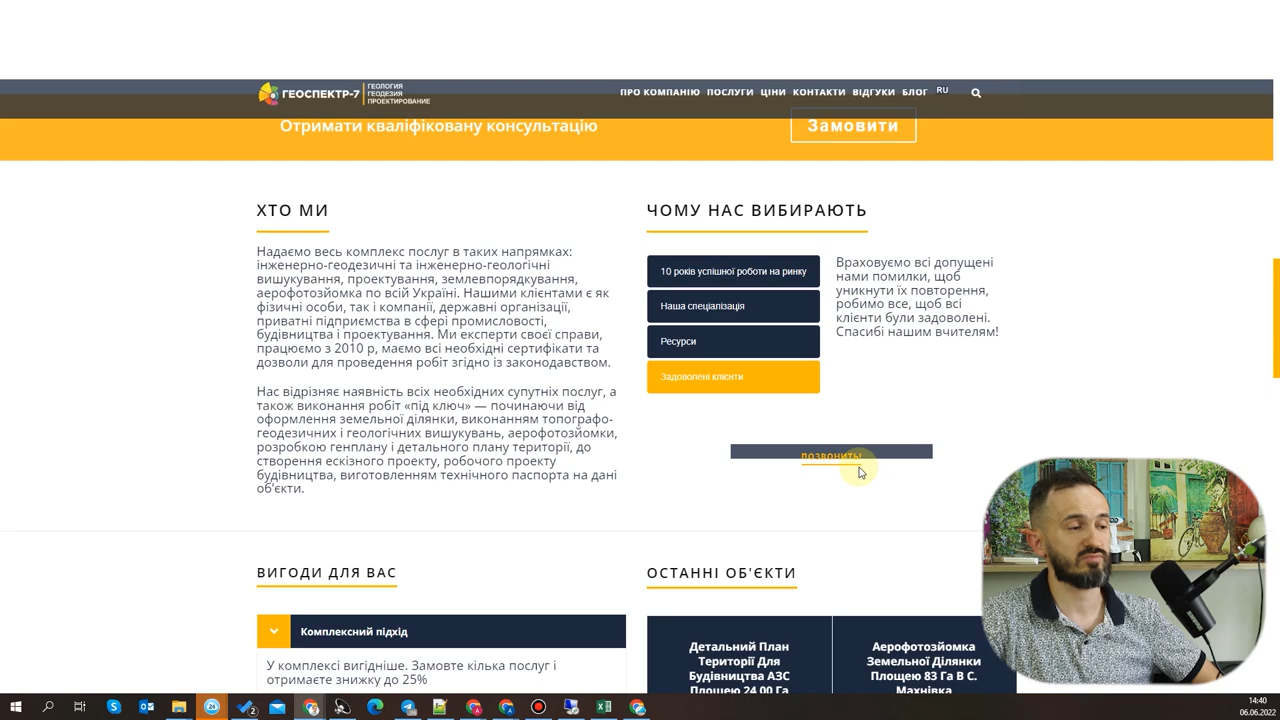 ГЕОСПЕКТР-7
ГЕОЛОГИЯ
ГЕОДЕЗИЯ
ПРОЕКТИРОВАНИЕ
ПРО КОМПАНІЮ ПОСЛУГИ ЦІНИ КОНТАКТИ ВІДГУКИ БЛОГ RU
Отримати кваліфіковану консультацію
Замовити
ХТО МИ
Надаємо весь комплекс послуг в таких напрямках:
інженерно-геодезичні та інженерно-геологічні
вишукування, проектування, землевпорядкування,
аерофотозйомка по всій Україні. Нашими клієнтами є як
фізичні особи, так і компанії, державні організації,
приватні підприємства в сфері промисловості,
будівництва і проектування. Ми експерти своєї справи,
працюємо з 2010 р, маємо всі необхідні сертифікати та
дозволи для проведення робіт згідно із законодавством.
Нас відрізняє наявність всіх необхідних супутніх послуг, а
також виконання робіт «під ключ» — починаючи від
оформлення земельної ділянки, виконанням топографо-
геодезичних і геологічних вишукувань, аерофотозйомки,
розробкою генплану і детального плану території, до
створення ескізного проекту, робочого проекту
будівництва, виготовленням технічного паспорта на дані
об'єкти.
ЧОМУ НАС ВИБИРАЮТЬ
10 років успішної роботи на ринку
Наша спеціалізація
Ресурси
Задоволені клієнти
Враховуємо всі допущені
нами помилки, щоб
уникнути їх повторення,
робимо все, щоб всі
клієнти були задоволені.
Спасибі нашим вчителям!
ПОЗВОНИТЬ!
ВИГОДИ ДЛЯ ВАС
Комплексний підхід
У комплексі вигідніше. Замовте кілька послуг і
отримаєте знижку до 25%
ОСТАННІ ОБ'ЄКТИ
Детальний План
Території Для
Будівництва АЗС
Площею 24,00 Га
Аерофотозйомка
Земельної Ділянки
Площею 83 Га В С.
Махнівка
14:40
06.06.2022